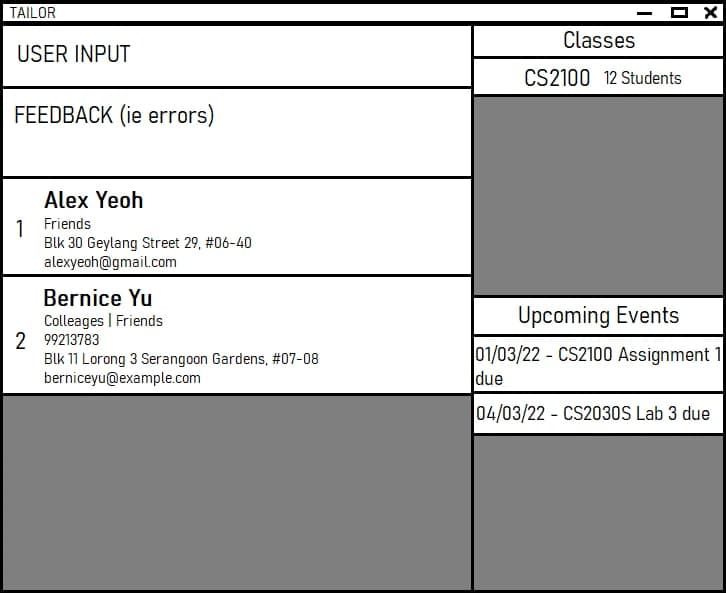 TAILOR
USER INPUT
FEEDBACK (ie errors)
1
Alex Yeoh
Friends
Blk 30 Geylang Street 29, #06-40
alexyeoh@gmail.com
2
Bernice Yu
Colleages | Friends
99213783
Blk 11 Lorong 3 Serangoon Gardens, #07-08
berniceyu@example.com
Classes
CS2100 12 Students
Upcoming Events
01/03/22 - CS2100 Assignment 1
due
04/03/22 - CS2030S Lab 3 due